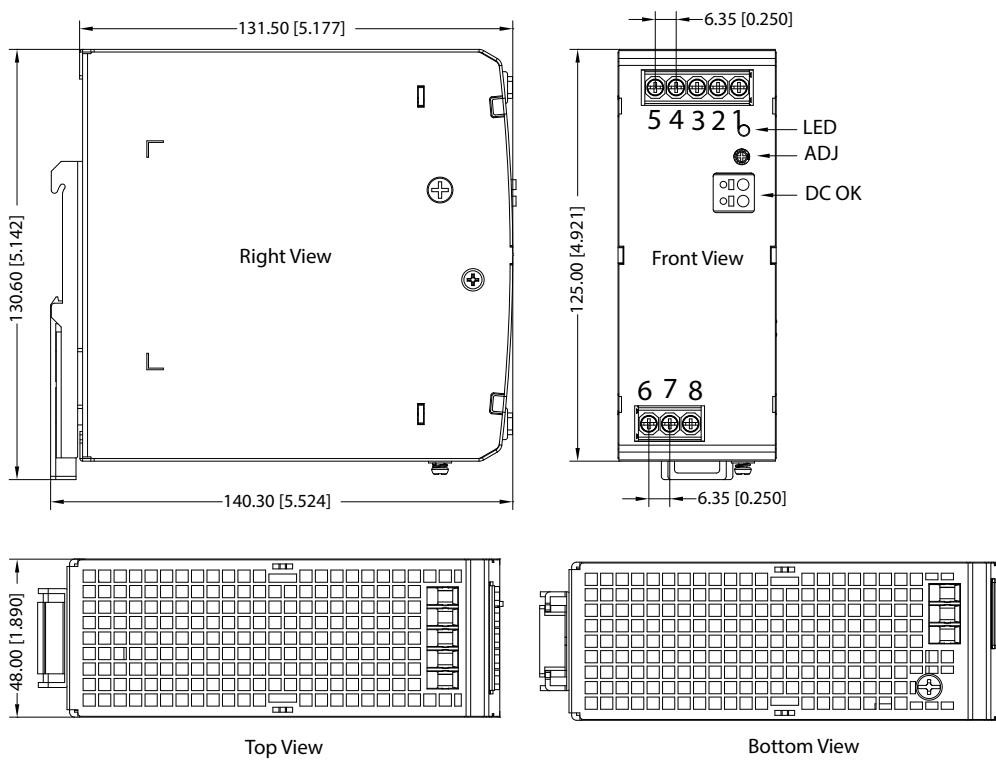 131.50 [5.177]
6.35 [0.250]
5 4 3 2 1
LED
ADJ
DC OK
130.60 [5.142]
Right View
125.00 [4.921]
Front View
6 7 8
140.30 [5.524]
6.35 [0.250]
48.00 [1.890]
Top View
Bottom View